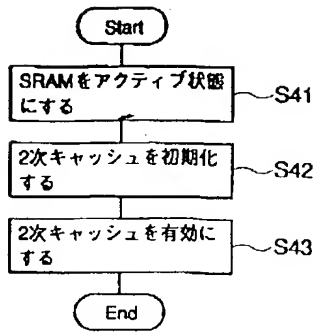 Start
SRAMをアクティブ状態
にする
S41
2次キャッシュを初期化
する
S42
2次キャッシュを有効に
する
S43
End